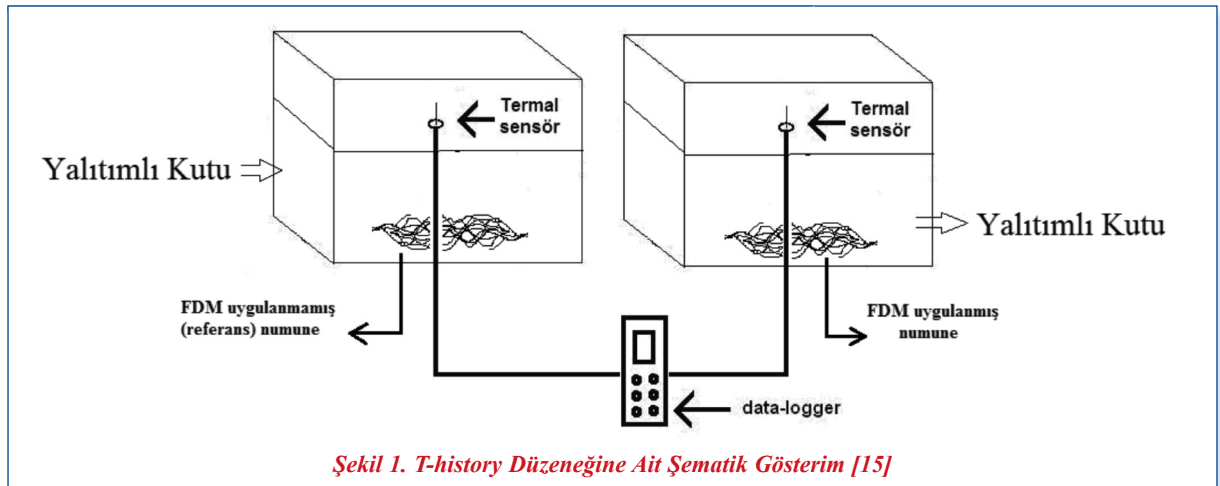 Termal
sensör
Termal
sensör
Yalıtımlı Kutu
Yalıtımlı Kutu
FDM uygulanmamış
(referans) numune
FDM uygulanmış
numune
data-logger
Şekil 1. T-history Düzeneğine Ait Şematik Gösterim [15]